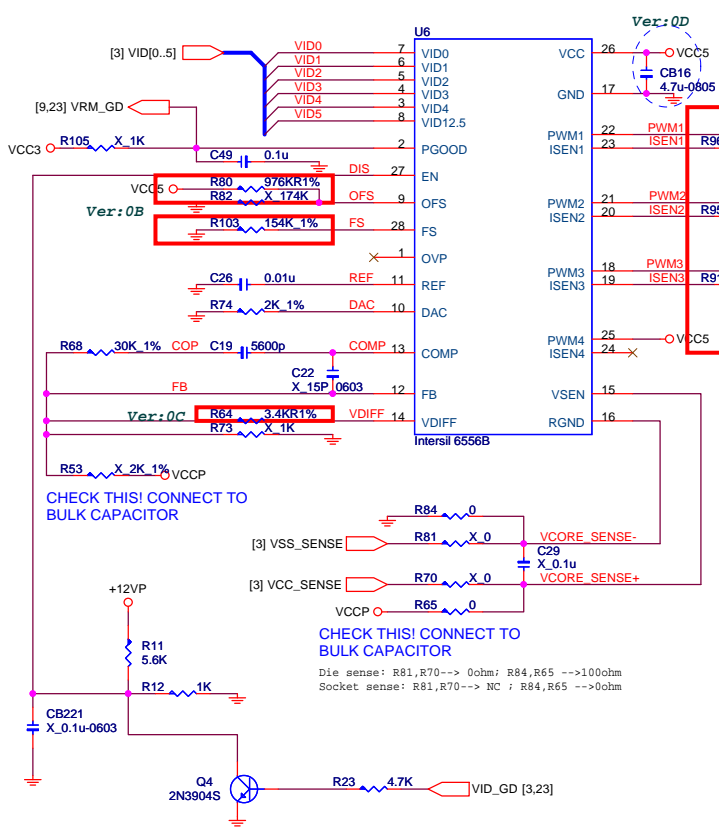 Ver:0D
U6
[3] VID[0..5]
VID0 7 VID0
VID1 6 VID1
VID2 5 VID2
VID3 4 VID3
VID4 3 VID4
VID5 8 VID12.5
VCC 26 VCC5
CB16
4.7u-0805
GND 17
[9,23] VRM_GD
VCC3 R105 X_1K 2 PGOOD
C49 0.1u
PWM1 22 PWM1
ISEN1 23 ISEN1 R96
DIS 27 EN
VCC5 R80 976KR1%
R82 X_174K OFS 9 OFS
Ver:0B
PWM2 21 PWM2
ISEN2 20 ISEN2 R95
R103 154K_1% FS 28 FS
1 OVP
PWM3 18 PWM3
ISEN3 19 ISEN3 R91
C26 0.01u REF 11 REF
R74 2K_1% DAC 10 DAC
PWM4 25 VCC5
ISEN4 24
R68 30K_1% COP C19 5600p COMP 13 COMP
C22
X_15P_0603
FB 12 FB
VSEN 15
Ver:0C R64 3.4KR1% VDIFF 14 VDIFF
RGND 16
R73 X_1K
Intersil 6556B
R53 X_2K_1% VCCP
CHECK THIS! CONNECT TO
BULK CAPACITOR
R84 0
[3] VSS_SENSE R81 X_0 VCORE_SENSE-
C29
X_0.1u
[3] VCC_SENSE R70 X_0 VCORE_SENSE+
VCCP R65 0
CHECK THIS! CONNECT TO
BULK CAPACITOR
Die sense: R81,R70--> 0ohm; R84,R65 -->100ohm
Socket sense: R81,R70--> NC ; R84,R65 -->0ohm
+12VP
R11
5.6K
R12 1K
CB221
X_0.1u-0603
Q4
2N3904S
R23 4.7K VID_GD [3,23]